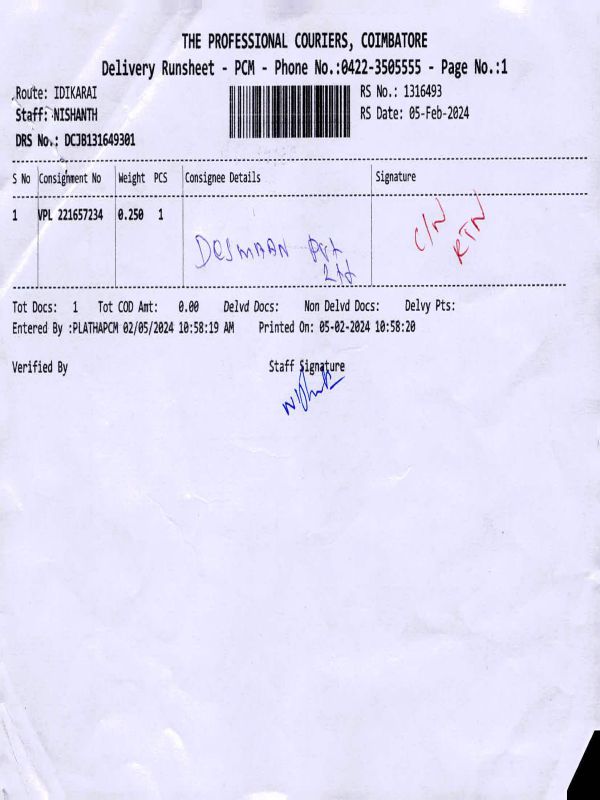 THE PROFESSIONAL COURIERS, COIMBATORE
Delivery Runsheet - PCM - Phone No.:0422-3505555 - Page No.:1
Route: IDIKARAI RS No.: 1316493
Staff: NISHANTH RS Date: 05-Feb-2024
DRS No.: DCJB131649301
S No Consignment No Weight PCS Consignee Details Signature
1 VPL 221657234 0.250 1
DESMAAN Pvt
Ltd
C/N
RTN
Tot Docs: 1 Tot COD Amt: 0.00 Delvd Docs: Non Delvd Docs: Delvy Pts:
Entered By :PLATHAPCM 02/05/2024 10:58:19 AM Printed On: 05-02-2024 10:58:20
Verified By Staff Signature